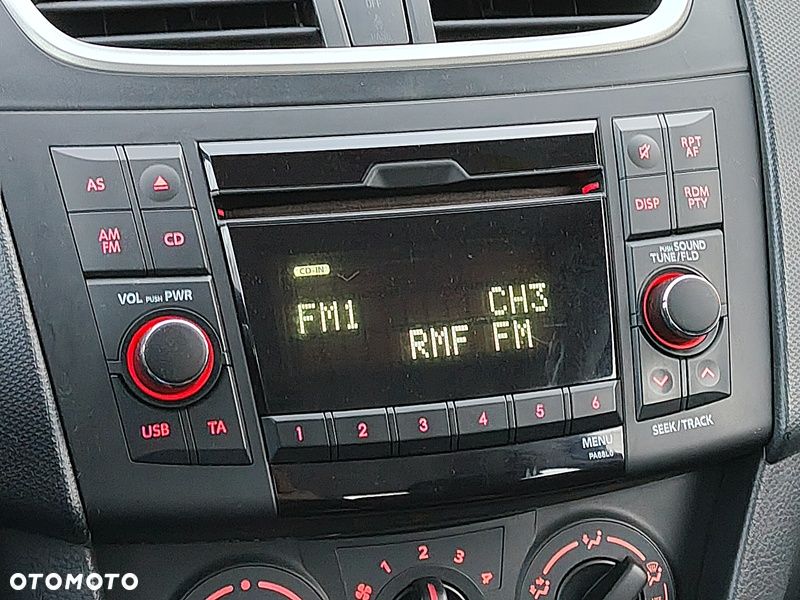 OFF
AS
AM
FM
CD
VOL PUSH PWR
USB
TA
CD-IN
FM1
CH3
RMF FM
1 2 3 4 5 6
MENU
PA68L0
RPT
AF
DISP
RDM
PTY
PUSH SOUND
TUNE/FLD
SEEK/TRACK
1 2 3 4
OTOMOTO